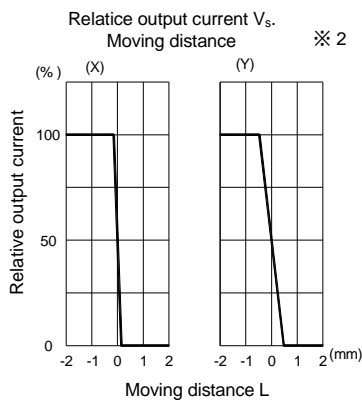 Relatice output current Vs.
Moving distance
※ 2
(%) (X) (Y)
Relative output current
100
50
0
-2 -1 0 1 2 -2 -1 0 1 2 (mm)
Moving distance L